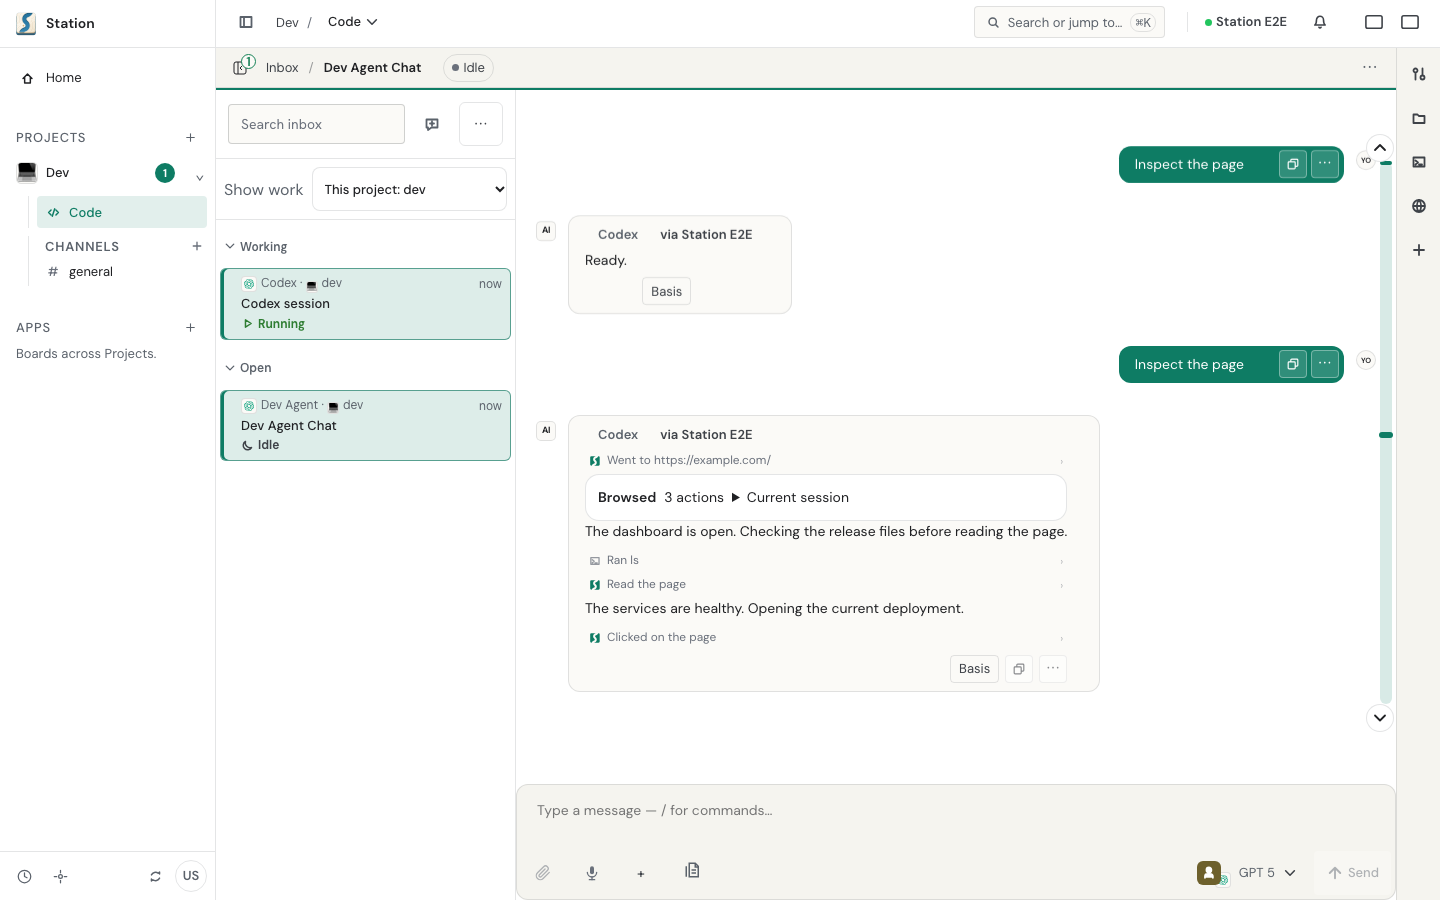 Station
Dev / Code
Search or jump to... ⌘K
Station E2E
Home
PROJECTS +
Dev 1
Code
CHANNELS +
# general
APPS +
Boards across Projects.
US
1
Inbox / Dev Agent Chat
Idle
Search inbox
Show work This project: dev
Working
Codex · dev now
Codex session
Running
Open
Dev Agent · dev now
Dev Agent Chat
Idle
Inspect the page
YO
AI
Codex via Station E2E
Ready.
Basis
Inspect the page
YO
AI
Codex via Station E2E
Went to https://example.com/
Browsed 3 actions ▶ Current session
The dashboard is open. Checking the release files before reading the page.
Ran ls
Read the page
The services are healthy. Opening the current deployment.
Clicked on the page
Basis
Type a message — / for commands...
+
GPT 5
Send